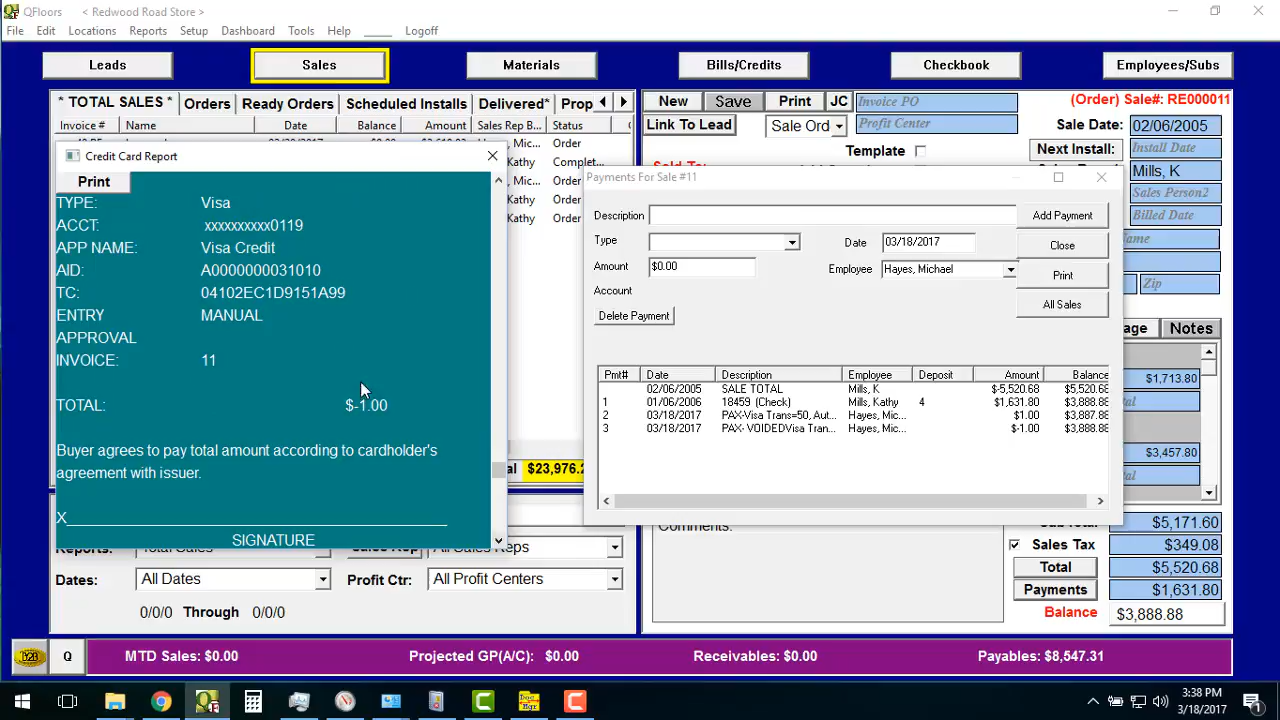 QFloors < Redwood Road Store >
File Edit Locations Reports Setup Dashboard Tools Help ____ Logoff
Leads Sales Materials Bills/Credits Checkbook Employees/Subs
* TOTAL SALES * Orders Ready Orders Scheduled Installs Delivered* Prop
Invoice # Name Date Balance Amount Sales Rep B... Status
New Save Print JC Invoice PO (Order) Sale#: RE000011
Link To Lead Sale Ord Profit Center Sale Date: 02/06/2005
Template Next Install: Install Date
Mills, K
Sales Person2
Billed Date
Name
Zip
age Notes
$1,713.80
$3,457.80
, Misc... Order
Kathy Complet...
, Misc... Order
Kathy Order
Kathy Order
Credit Card Report
Print
TYPE: Visa
ACCT: xxxxxxxxxx0119
APP NAME: Visa Credit
AID: A0000000031010
TC: 04102EC1D9151A99
ENTRY MANUAL
APPROVAL
INVOICE: 11
TOTAL: $-1.00
Buyer agrees to pay total amount according to cardholder's
agreement with issuer.
X
SIGNATURE
Payments For Sale #11
Description Add Payment
Type Date 03/18/2017 Close
Amount $0.00 Employee Hayes, Michael Print
Account All Sales
Delete Payment
Pmt# Date Description Employee Deposit Amount Balance
02/06/2005 SALE TOTAL Mills, K $-5,520.68 $5,520.68
1 01/06/2006 18459 (Check) Mills, Kathy 4 $1,631.80 $3,888.88
2 03/18/2017 PAX-Visa Trans=50, Aut... Hayes, Mic... $1.00 $3,887.88
3 03/18/2017 PAX- VOIDEDVisa Tran... Hayes, Mic... $-1.00 $3,888.88
al $23,976.2
Comments:
$5,171.60
Sales Tax $349.08
Total $5,520.68
Payments $1,631.80
Balance $3,888.88
Reports: Total Sales Sales Rep All Sales Reps
Dates: All Dates Profit Ctr: All Profit Centers
0/0/0 Through 0/0/0
Q MTD Sales: $0.00 Projected GP(A/C): $0.00 Receivables: $0.00 Payables: $8,547.31
3:38 PM
3/18/2017